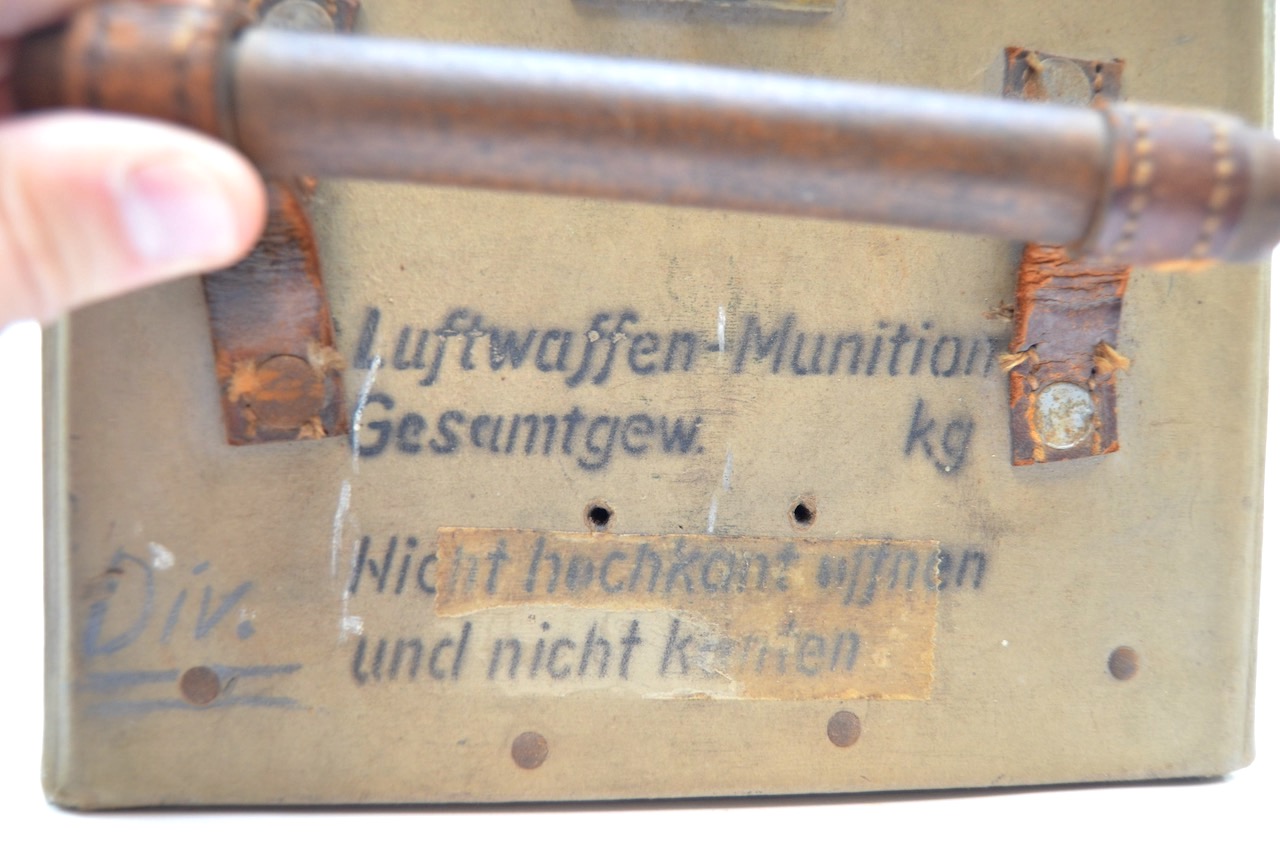 Luftwaffen-Munition
Gesamtgew. kg
Nicht hochkant öffnen
und nicht kanten
Div.